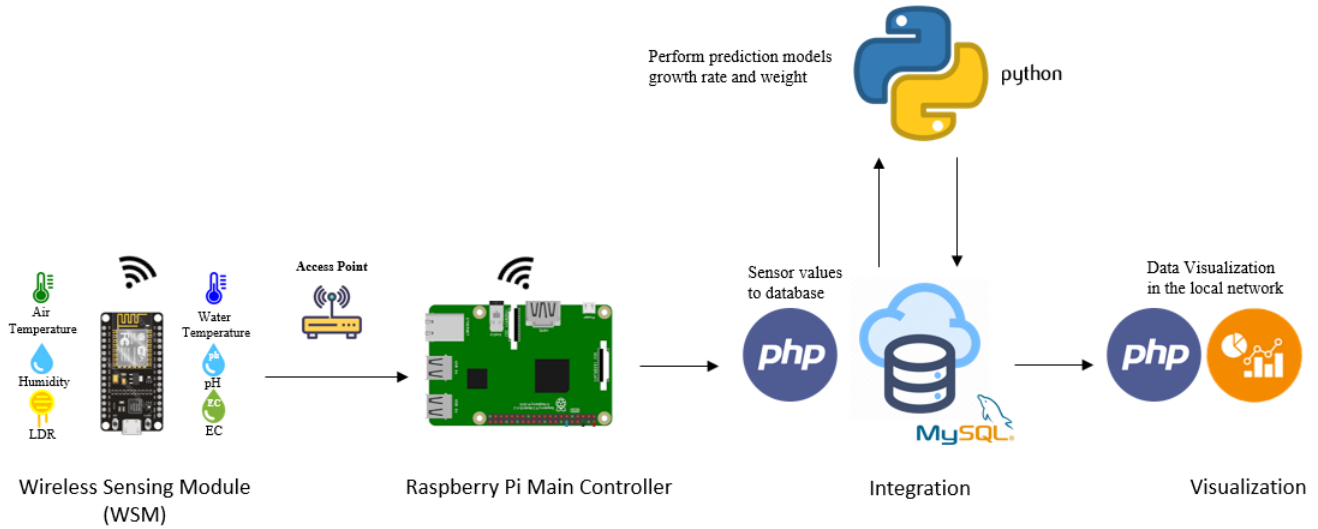 Perform prediction models
growth rate and weight
python
Access Point
Sensor values
to database
Data Visualization
in the local network
Air
Temperature
Water
Temperature
php
php
ph
Humidity
pH
EC
LDR
EC
MySQL
Wireless Sensing Module
(WSM)
Raspberry Pi Main Controller
Integration
Visualization